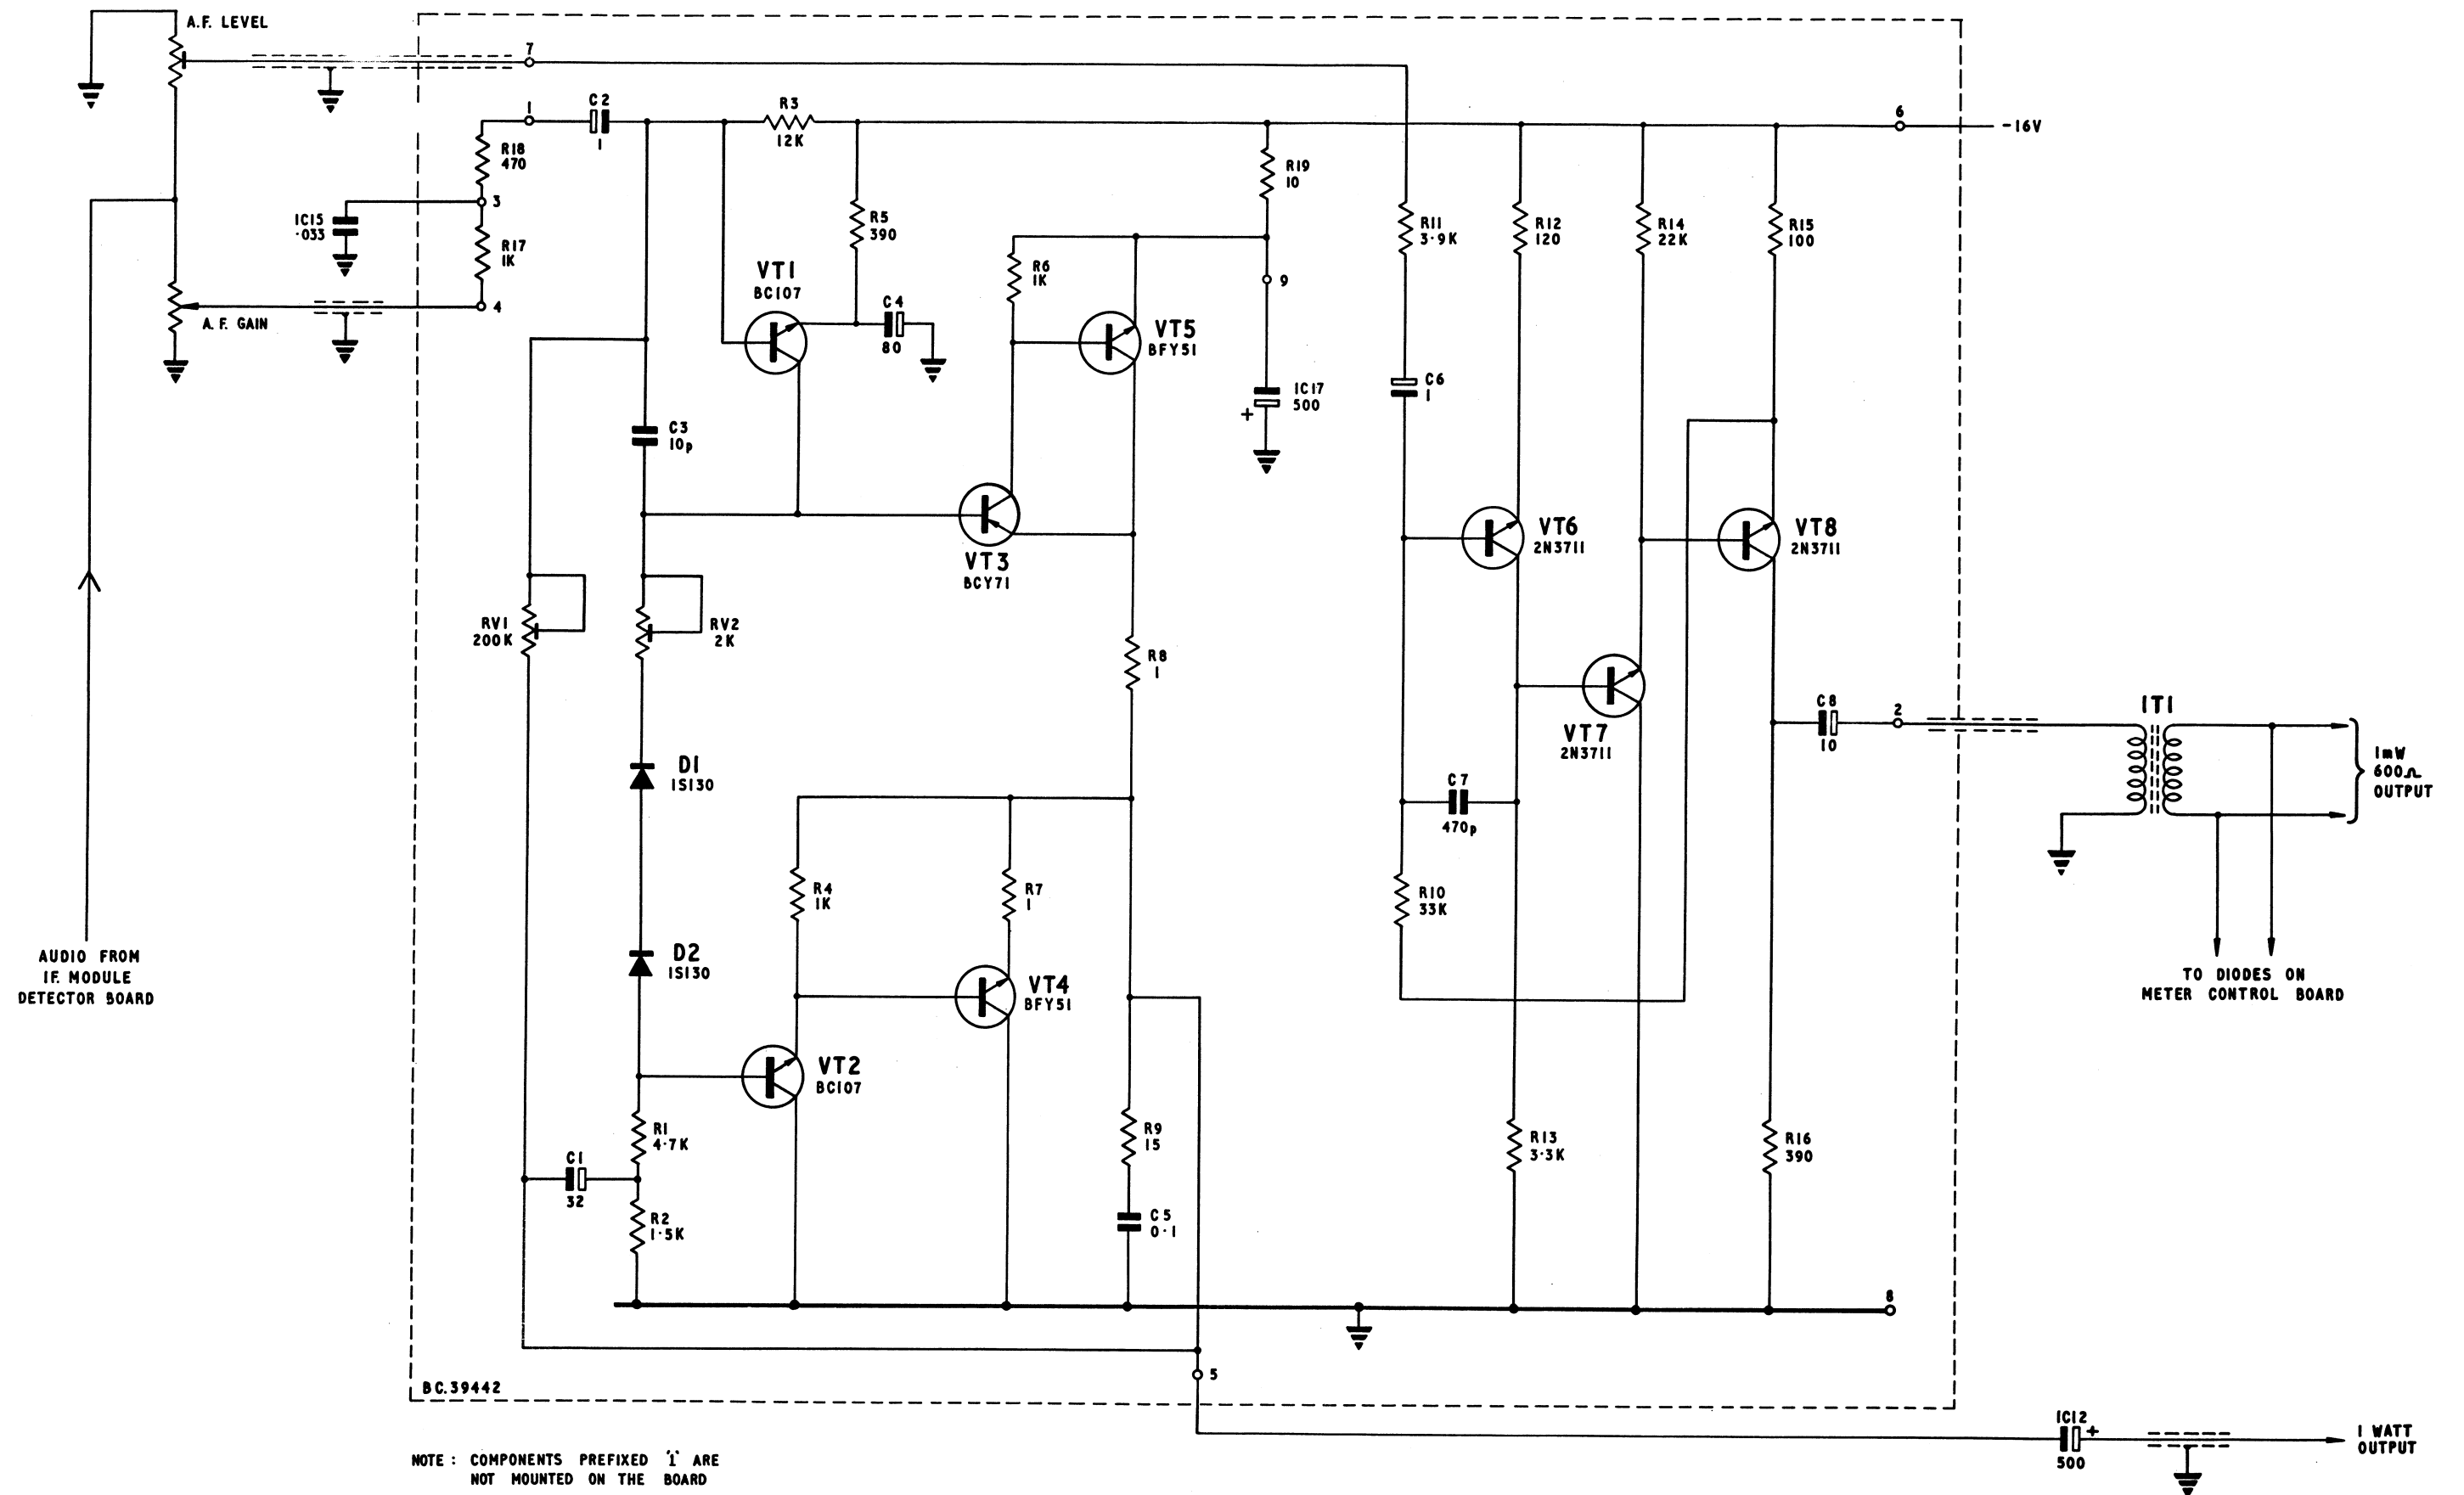 A.F. LEVEL
7
1
C2
1
R3
12K
6
-16V
R18
470
3
1C15
·033
R17
1K
4
A.F. GAIN
R5
390
R19
10
R6
1K
9
VT1
BC107
C4
80
VT5
BFY51
1C17
500
+
R11
3·9K
R12
120
R14
22K
R15
100
C6
1
C3
10p
VT3
BCY71
VT6
2N3711
VT8
2N3711
RV1
200K
RV2
2K
R8
1
VT7
2N3711
C8
10
2
1T1
1mW
600Ω
OUTPUT
D1
1S130
C7
470p
R4
1K
R7
1
R10
33K
AUDIO FROM
I.F. MODULE
DETECTOR BOARD
D2
1S130
VT4
BFY51
TO DIODES ON
METER CONTROL BOARD
VT2
BC107
R1
4·7K
R9
15
R13
3·3K
R16
390
C1
32
R2
1·5K
C5
0·1
8
5
BC.39442
1C12
+
500
1 WATT
OUTPUT
NOTE : COMPONENTS PREFIXED '1' ARE
NOT MOUNTED ON THE BOARD